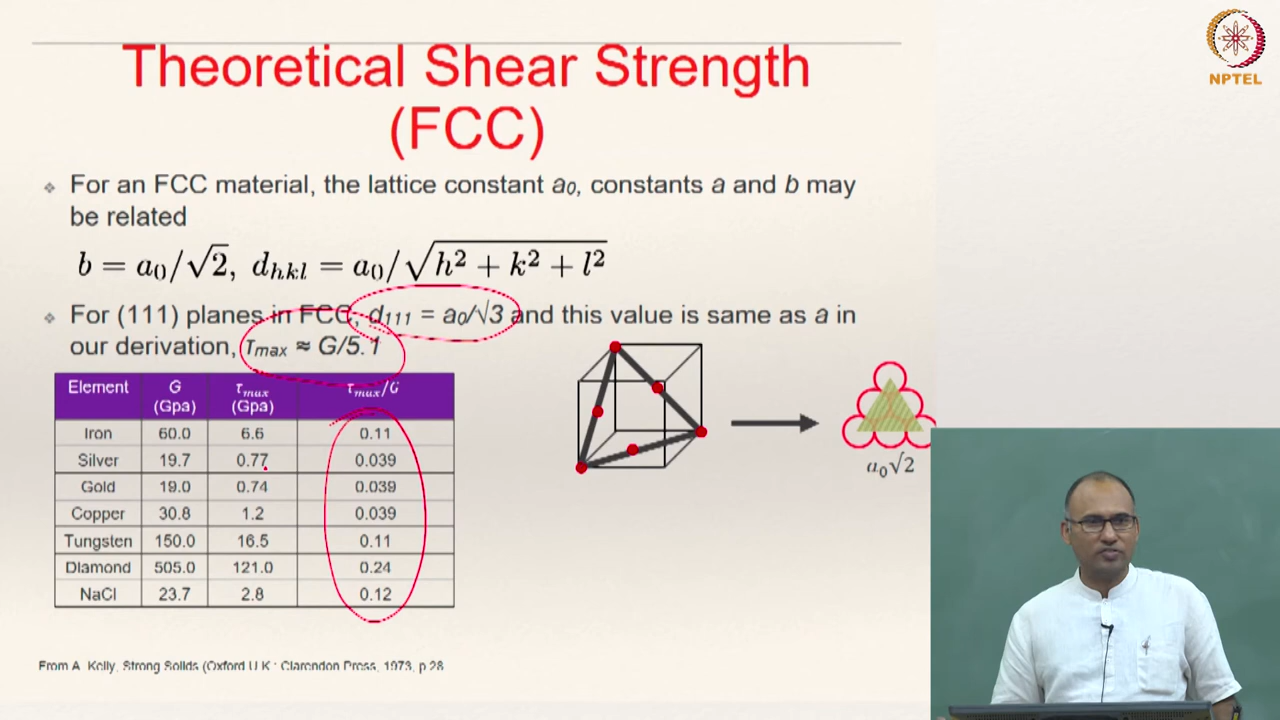 NPTEL
Theoretical Shear Strength
(FCC)
❖ For an FCC material, the lattice constant a₀, constants a and b may
be related
b = a₀/√2, dₕₖₗ = a₀/√h² + k² + l²
❖ For (111) planes in FCC, d₁₁₁ = a₀/√3 and this value is same as a in
our derivation, τmax ≈ G/5.1
Element G (Gpa) τmax (Gpa) τmax/G
Iron 60.0 6.6 0.11
Silver 19.7 0.77 0.039
Gold 19.0 0.74 0.039
Copper 30.8 1.2 0.039
Tungsten 150.0 16.5 0.11
Diamond 505.0 121.0 0.24
NaCl 23.7 2.8 0.12
a₀√2
From A. Kelly, Strong Solids (Oxford U.K.: Clarendon Press, 1973, p 28